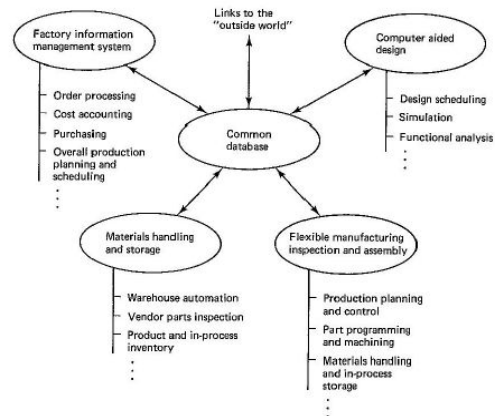 Links to the
"outside world"
Factory information
management system
Order processing
Cost accounting
Purchasing
Overall production
planning and
scheduling
Computer aided
design
Design scheduling
Simulation
Functional analysis
Common
database
Materials handling
and storage
Warehouse automation
Vendor parts inspection
Product and in-process
inventory
Flexible manufacturing
inspection and assembly
Production planning
and control
Part programming
and machining
Materials handling
and in-process
storage